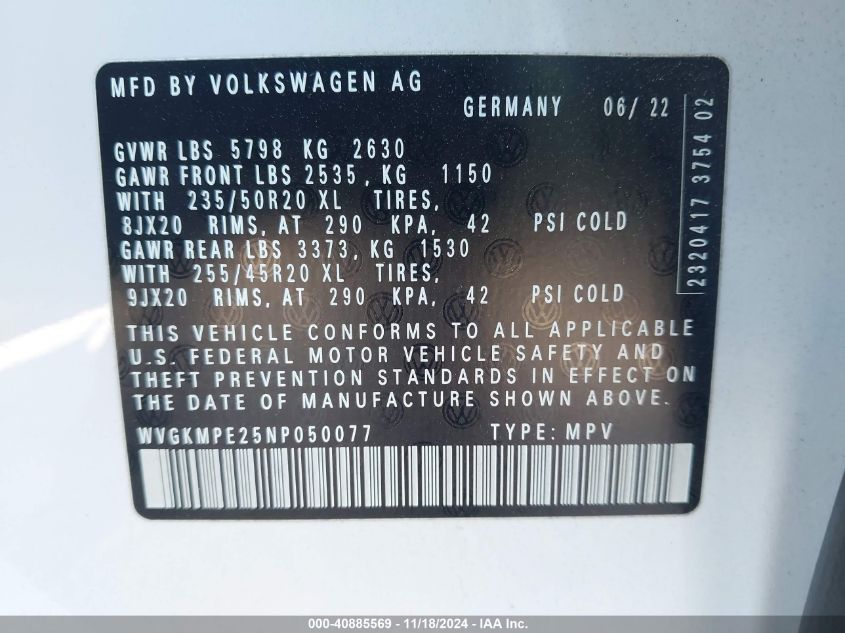 MFD BY VOLKSWAGEN AG
GERMANY 06/ 22
GVWR LBS 5798 KG 2630
GAWR FRONT LBS 2535, KG 1150
WITH 235/50R20 XL TIRES,
8JX20 RIMS, AT 290 KPA, 42 PSI COLD
GAWR REAR LBS 3373, KG 1530
WITH 255/45R20 XL TIRES,
9JX20 RIMS, AT 290 KPA, 42 PSI COLD
THIS VEHICLE CONFORMS TO ALL APPLICABLE
U.S. FEDERAL MOTOR VEHICLE SAFETY AND
THEFT PREVENTION STANDARDS IN EFFECT ON
THE DATE OF MANUFACTURE SHOWN ABOVE.
WVGKMPE25NP050077 TYPE: MPV
2320417 3754 02
000-40885569 - 11/18/2024 - IAA Inc.